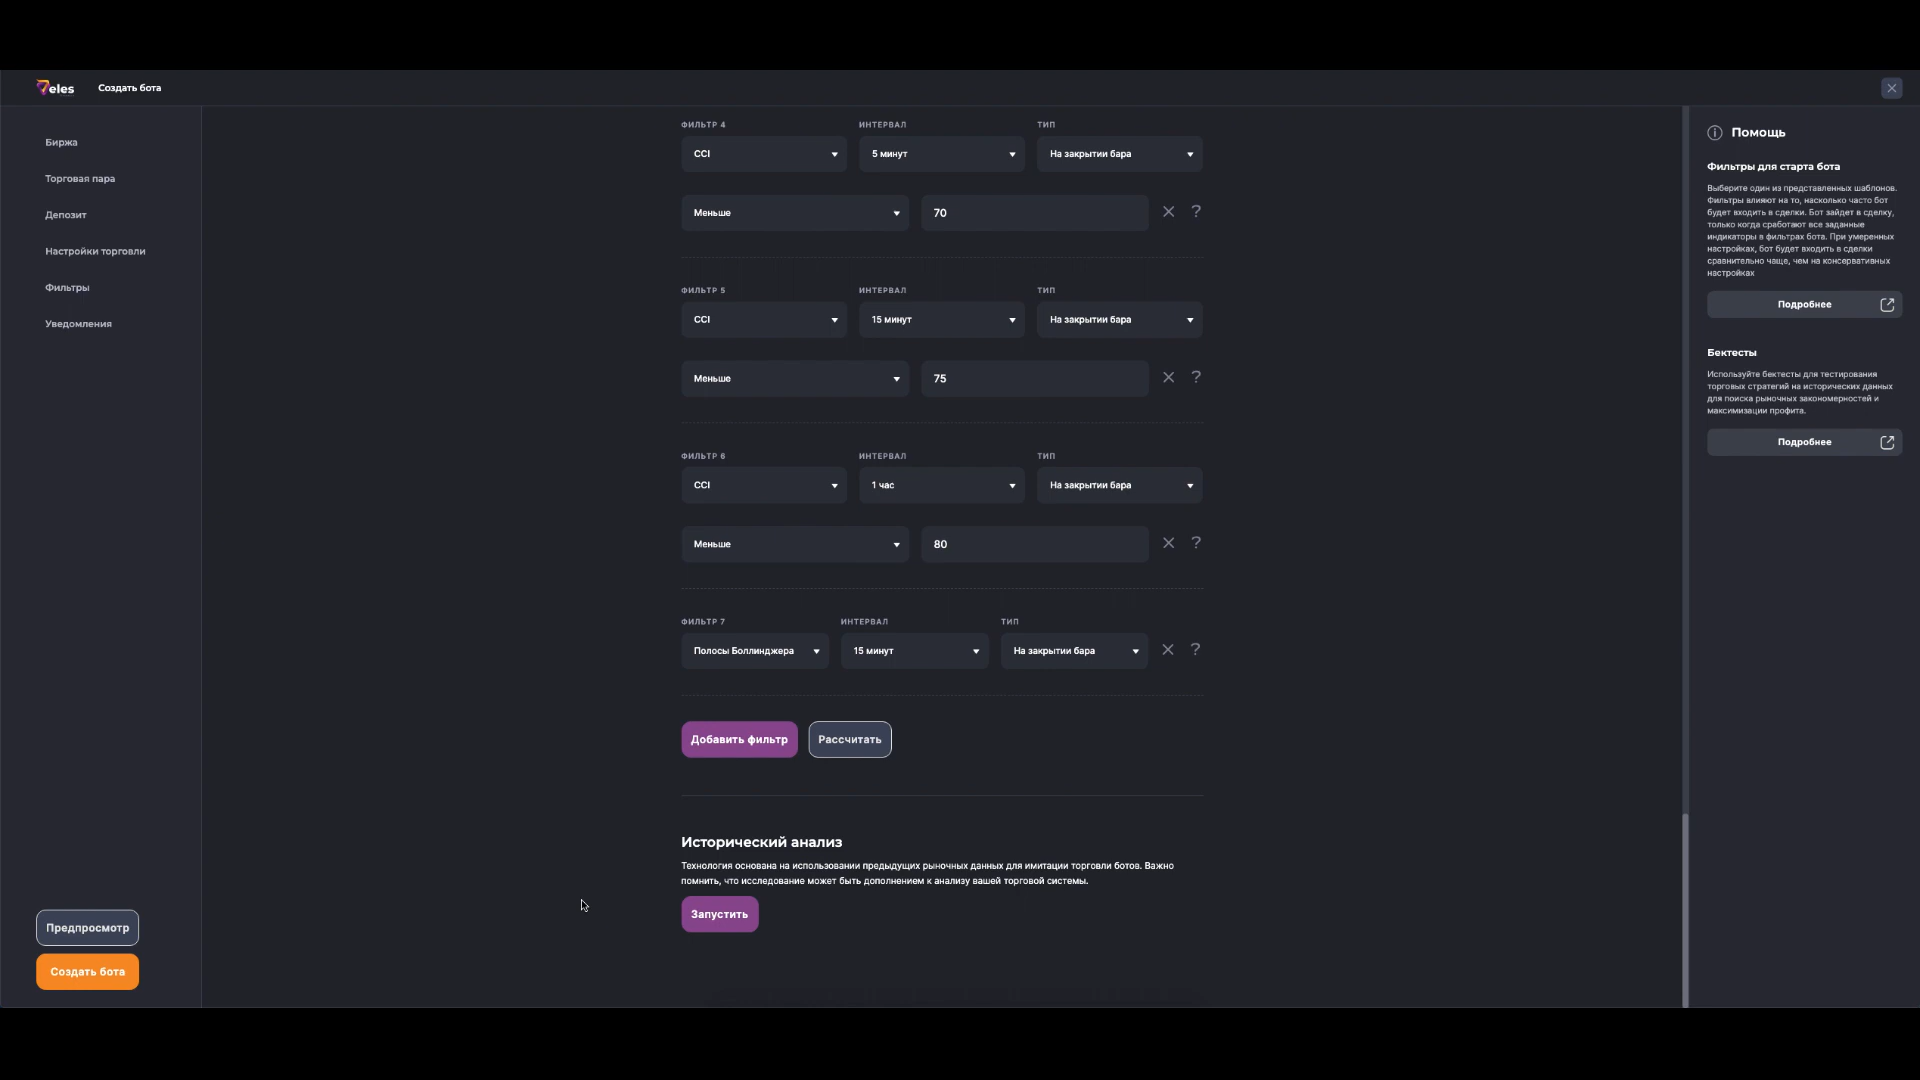 Veles
Создать бота
Биржа
Торговая пара
Депозит
Настройки торговли
Фильтры
Уведомления
Предпросмотр
Создать бота
ФИЛЬТР 4 ИНТЕРВАЛ ТИП
CCI 5 минут На закрытии бара
Меньше 70 ?
ФИЛЬТР 5 ИНТЕРВАЛ ТИП
CCI 15 минут На закрытии бара
Меньше 75 ?
ФИЛЬТР 6 ИНТЕРВАЛ ТИП
CCI 1 час На закрытии бара
Меньше 80 ?
ФИЛЬТР 7 ИНТЕРВАЛ ТИП
Полосы Боллинджера 15 минут На закрытии бара ?
Добавить фильтр Рассчитать
Исторический анализ
Технология основана на использовании предыдущих рыночных данных для имитации торговли ботов. Важно
помнить, что исследование может быть дополнением к анализу вашей торговой системы.
Запустить
Помощь
Фильтры для старта бота
Выберите один из представленных шаблонов.
Фильтры влияют на то, насколько часто бот
будет входить в сделки. Бот зайдет в сделку,
только когда сработают все заданные
индикаторы в фильтрах бота. При умеренных
настройках, бот будет входить в сделки
сравнительно чаще, чем на консервативных
настройках
Подробнее
Бектесты
Используйте бектесты для тестирования
торговых стратегий на исторических данных
для поиска рыночных закономерностей и
максимизации профита.
Подробнее